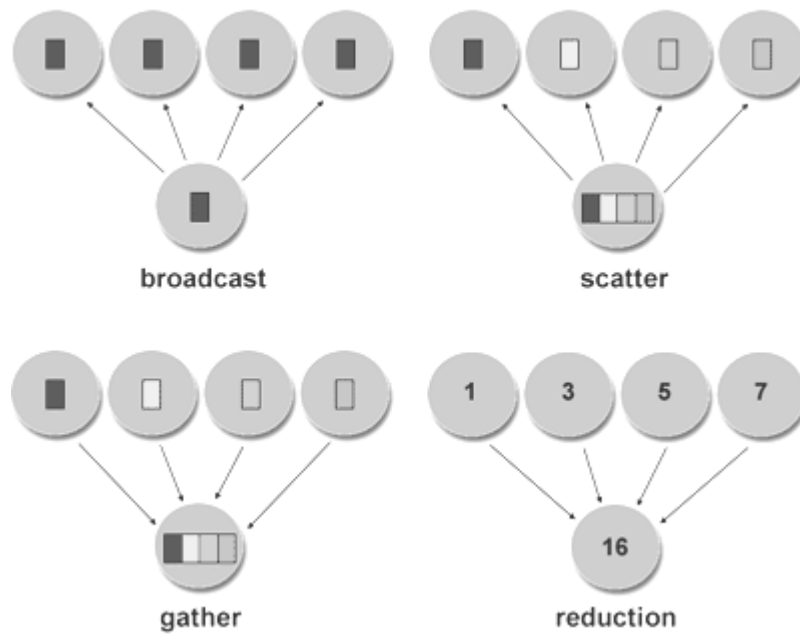 broadcast
scatter
1 3 5 7
16
gather
reduction